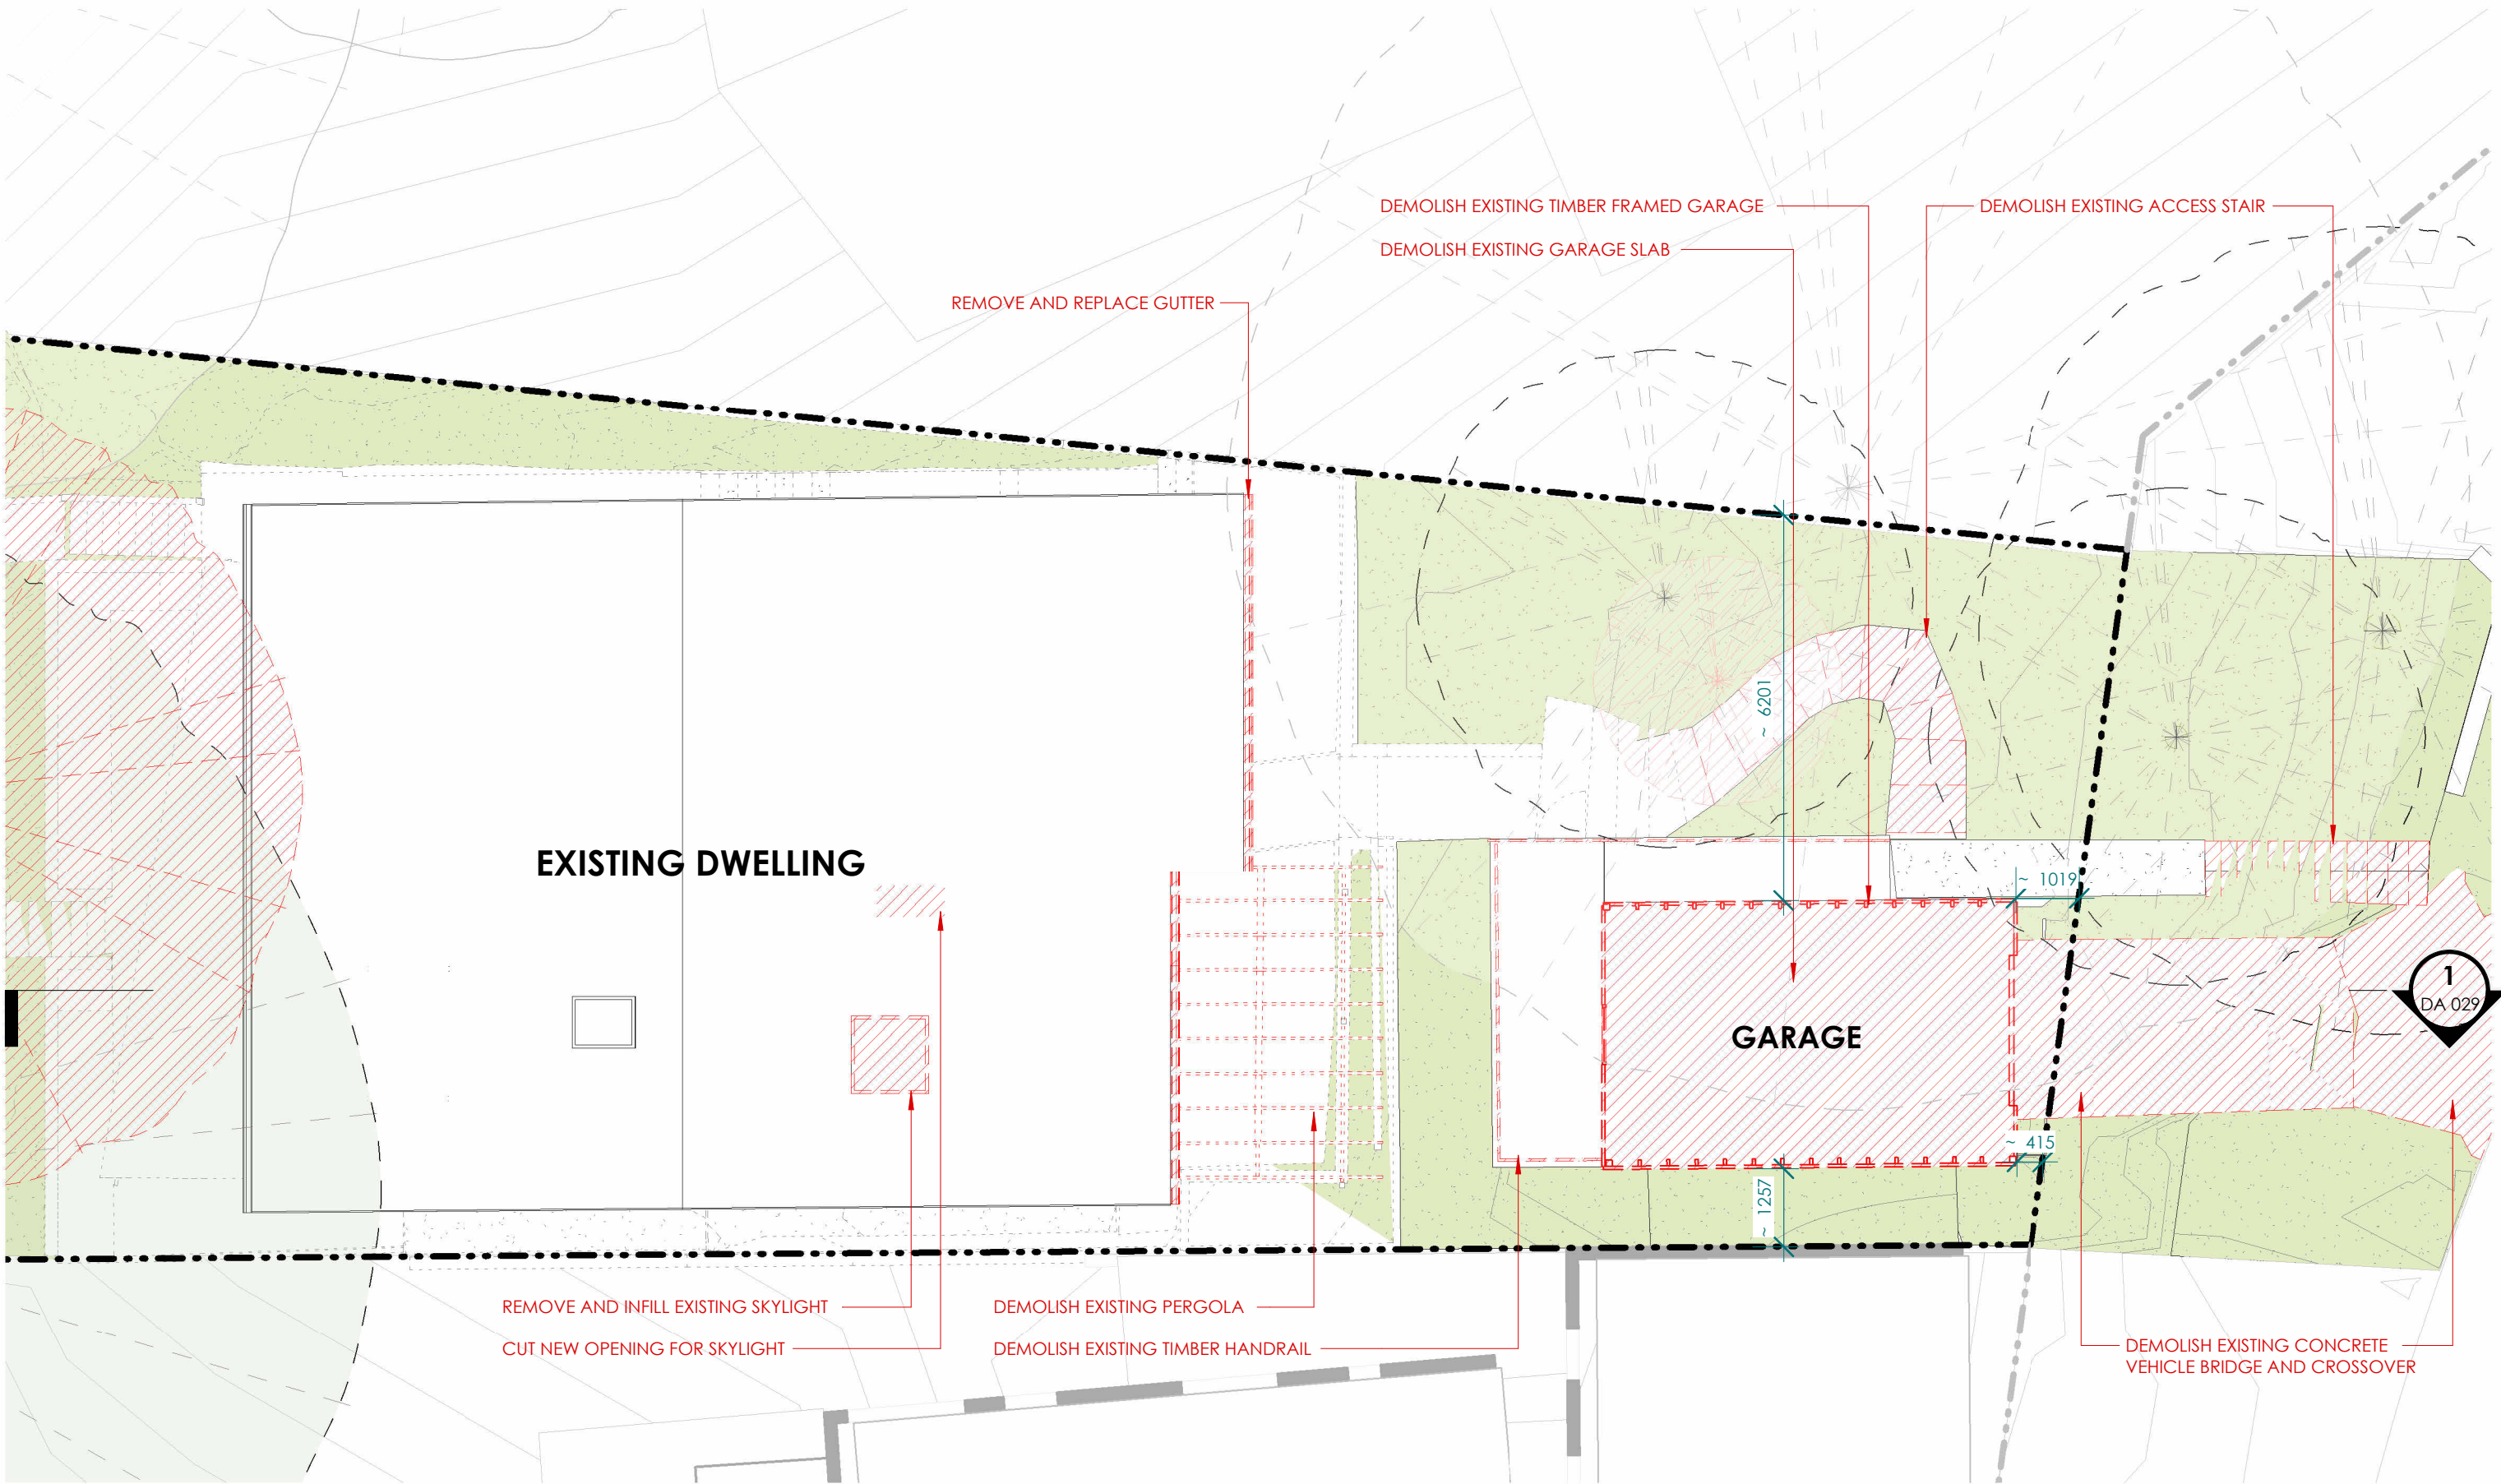 DEMOLISH EXISTING TIMBER FRAMED GARAGE
DEMOLISH EXISTING ACCESS STAIR
DEMOLISH EXISTING GARAGE SLAB
REMOVE AND REPLACE GUTTER
~ 6201
EXISTING DWELLING
~ 1019
1
DA 029
GARAGE
~ 415
~ 1257
REMOVE AND INFILL EXISTING SKYLIGHT
DEMOLISH EXISTING PERGOLA
CUT NEW OPENING FOR SKYLIGHT
DEMOLISH EXISTING TIMBER HANDRAIL
DEMOLISH EXISTING CONCRETE
VEHICLE BRIDGE AND CROSSOVER